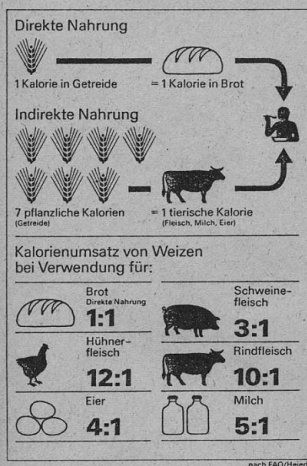 Direkte Nahrung
1 Kalorie in Getreide
= 1 Kalorie in Brot
Indirekte Nahrung
7 pflanzliche Kalorien
(Getreide)
= 1 tierische Kalorie
(Fleisch, Milch, Eier)
Kalorienumsatz von Weizen
bei Verwendung für:
Brot
Direkte Nahrung
1:1
Schweine-
fleisch
3:1
Hühner-
fleisch
12:1
Rindfleisch
10:1
Eier
4:1
Milch
5:1
nach FAO/